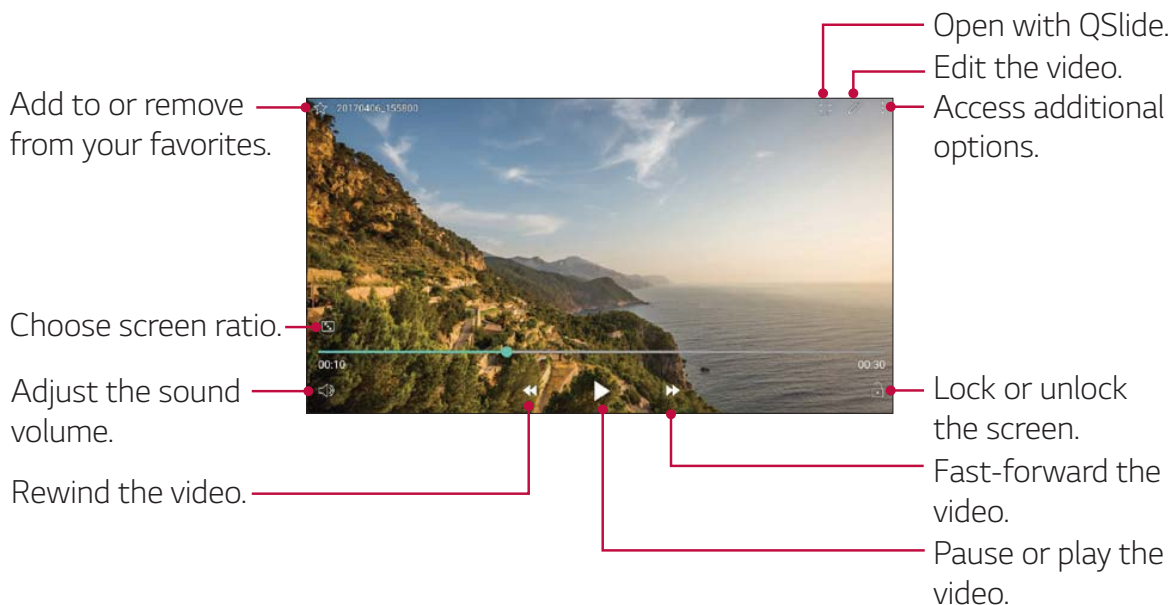 Open with QSlide.
Edit the video.
Access additional
options.
Add to or remove
from your favorites.
20170406_155800
Choose screen ratio.
00:10
00:30
Adjust the sound
volume.
Lock or unlock
the screen.
Rewind the video.
Fast-forward the
video.
Pause or play the
video.